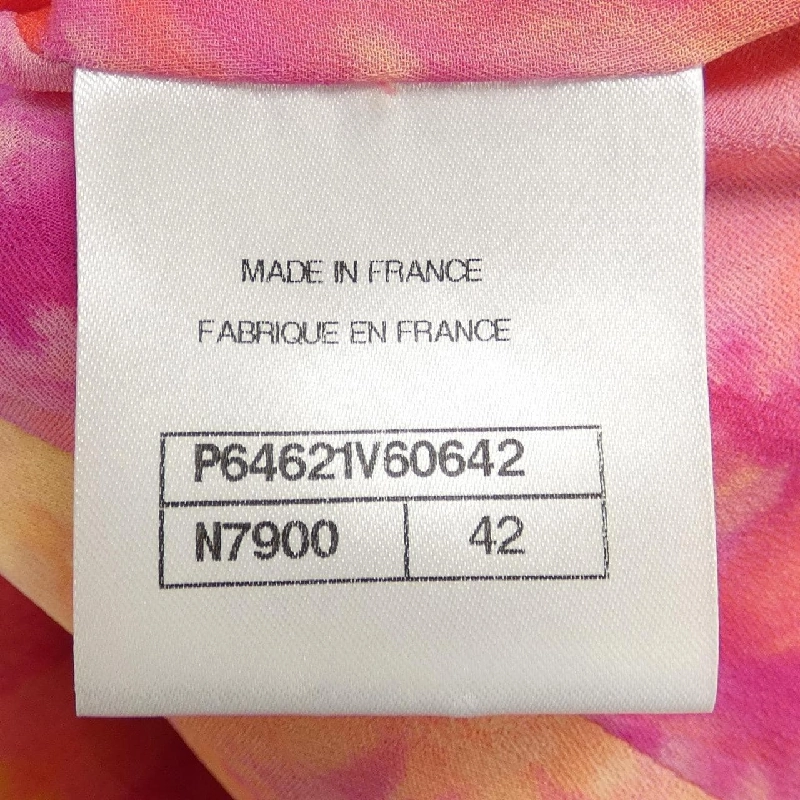 MADE IN FRANCE
FABRIQUE EN FRANCE
P64621V60642
N7900 42